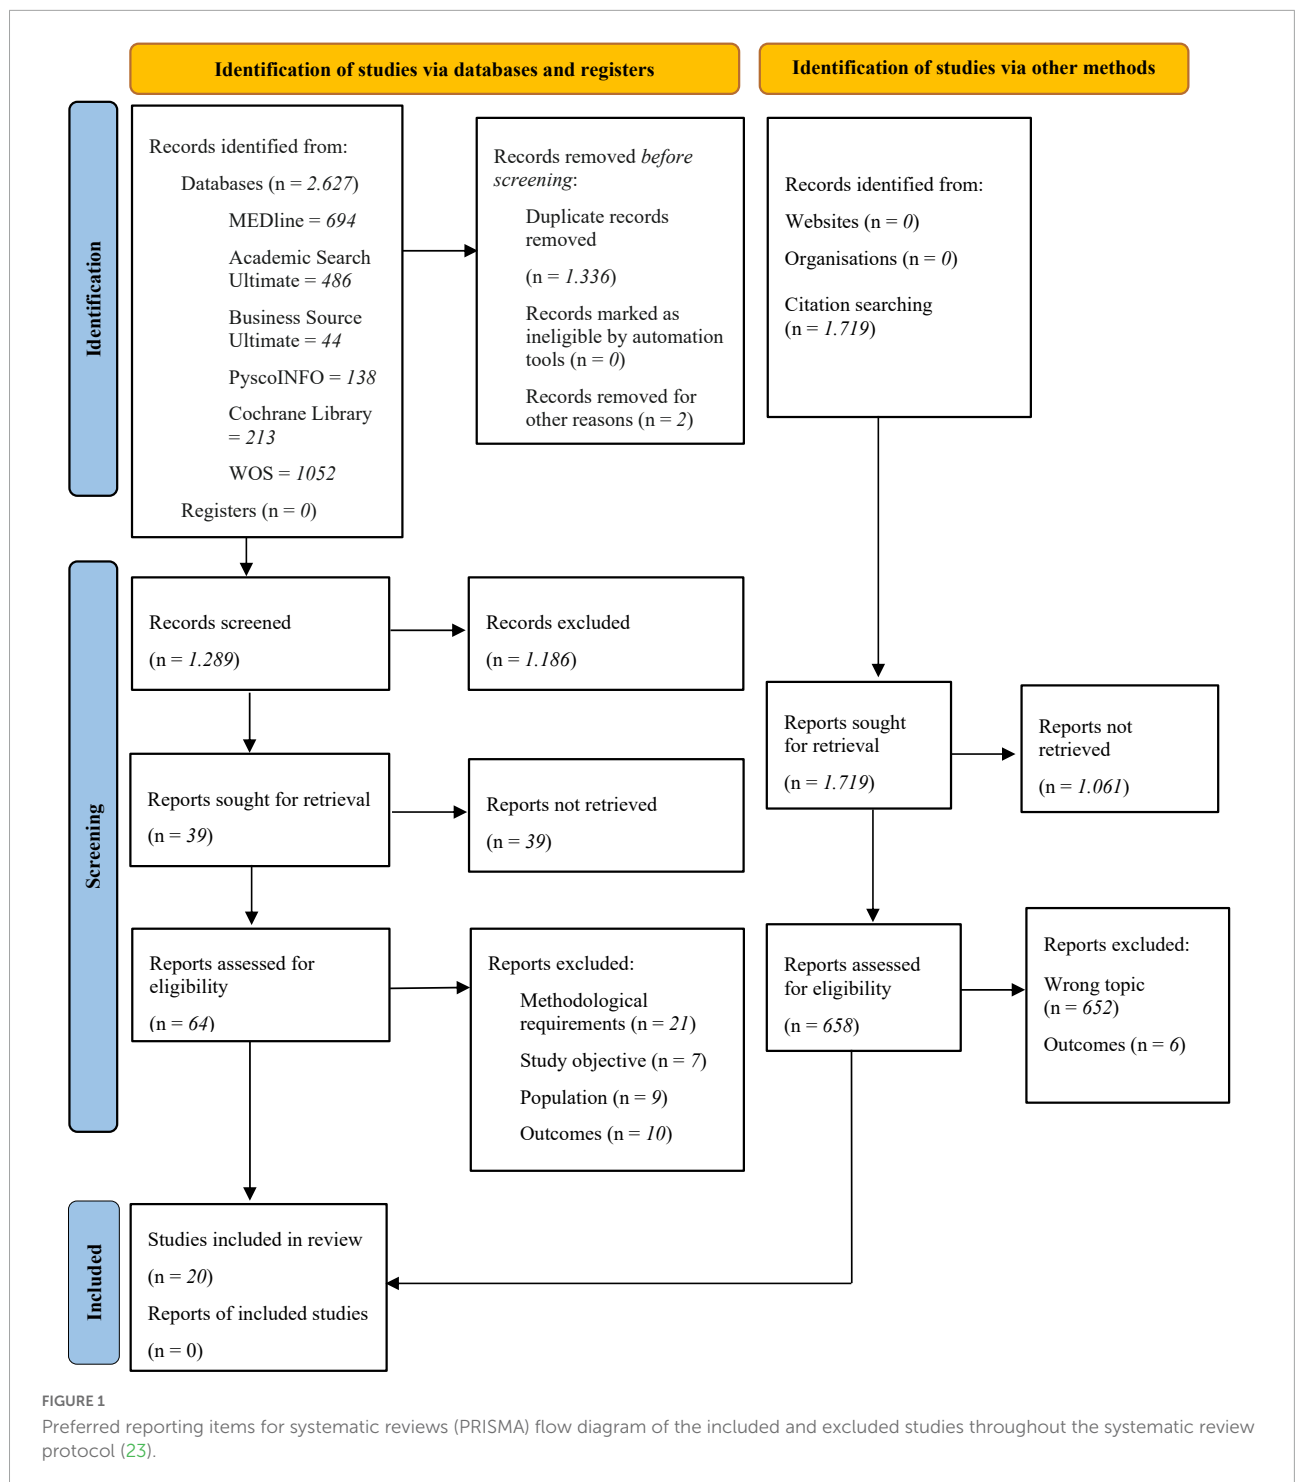 Identification of studies via databases and registers
Identification of studies via other methods
Identification
Records identified from:
Databases (n = 2.627)
MEDline = 694
Academic Search
Ultimate = 486
Business Source
Ultimate = 44
PyscoINFO = 138
Cochrane Library
= 213
WOS = 1052
Registers (n = 0)
Records removed before
screening:
Duplicate records
removed
(n = 1.336)
Records marked as
ineligible by automation
tools (n = 0)
Records removed for
other reasons (n = 2)
Records identified from:
Websites (n = 0)
Organisations (n = 0)
Citation searching
(n = 1.719)
Screening
Records screened
(n = 1.289)
Records excluded
(n = 1.186)
Reports sought for retrieval
(n = 39)
Reports not retrieved
(n = 39)
Reports sought
for retrieval
(n = 1.719)
Reports not
retrieved
(n = 1.061)
Reports assessed for
eligibility
(n = 64)
Reports excluded:
Methodological
requirements (n = 21)
Study objective (n = 7)
Population (n = 9)
Outcomes (n = 10)
Reports assessed
for eligibility
(n = 658)
Reports excluded:
Wrong topic
(n = 652)
Outcomes (n = 6)
Included
Studies included in review
(n = 20)
Reports of included studies
(n = 0)
FIGURE 1
Preferred reporting items for systematic reviews (PRISMA) flow diagram of the included and excluded studies throughout the systematic review
protocol (23).